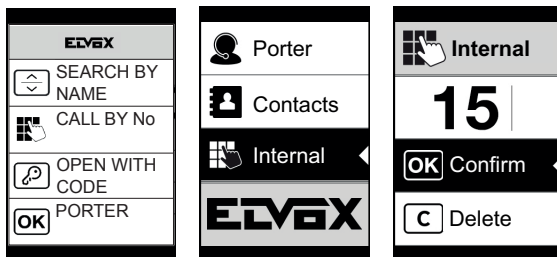 ELVOX
SEARCH BY
NAME
CALL BY No
OPEN WITH
CODE
OK
PORTER
Porter
Contacts
Internal
ELVOX
Internal
15
OK Confirm
C Delete